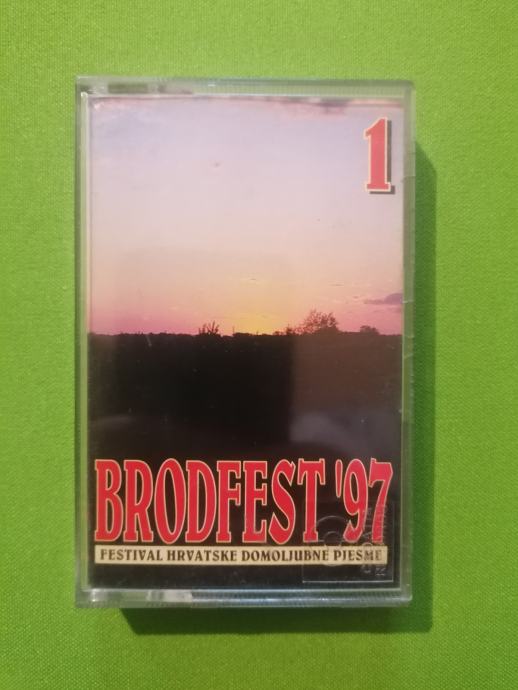 1
BRODFEST '97
FESTIVAL HRVATSKE DOMOLJUBNE PJESME